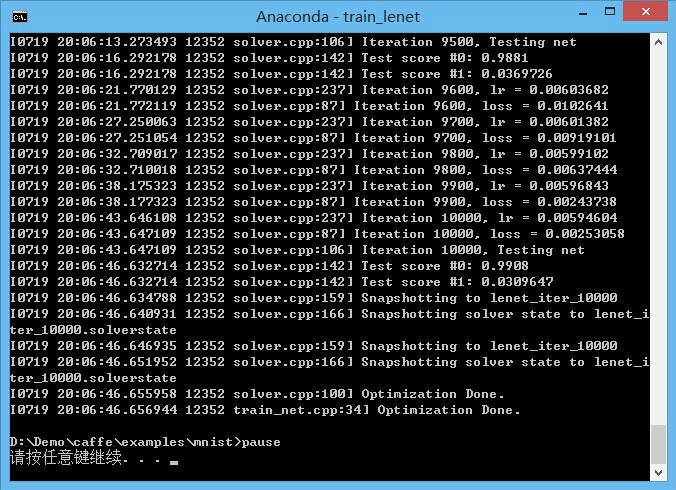 Anaconda - train_lenet
I0719 20:06:13.273493 12352 solver.cpp:106] Iteration 9500, Testing net
I0719 20:06:16.292178 12352 solver.cpp:142] Test score #0: 0.9881
I0719 20:06:16.292178 12352 solver.cpp:142] Test score #1: 0.0369726
I0719 20:06:21.770129 12352 solver.cpp:237] Iteration 9600, lr = 0.00603682
I0719 20:06:21.772119 12352 solver.cpp:87] Iteration 9600, loss = 0.0102641
I0719 20:06:27.250063 12352 solver.cpp:237] Iteration 9700, lr = 0.00601382
I0719 20:06:27.251054 12352 solver.cpp:87] Iteration 9700, loss = 0.00919101
I0719 20:06:32.709017 12352 solver.cpp:237] Iteration 9800, lr = 0.00599102
I0719 20:06:32.710018 12352 solver.cpp:87] Iteration 9800, loss = 0.00637444
I0719 20:06:38.175323 12352 solver.cpp:237] Iteration 9900, lr = 0.00596843
I0719 20:06:38.177323 12352 solver.cpp:87] Iteration 9900, loss = 0.00243738
I0719 20:06:43.646108 12352 solver.cpp:237] Iteration 10000, lr = 0.00594604
I0719 20:06:43.647109 12352 solver.cpp:87] Iteration 10000, loss = 0.00253058
I0719 20:06:43.647109 12352 solver.cpp:106] Iteration 10000, Testing net
I0719 20:06:46.632714 12352 solver.cpp:142] Test score #0: 0.9908
I0719 20:06:46.632714 12352 solver.cpp:142] Test score #1: 0.0309647
I0719 20:06:46.634788 12352 solver.cpp:159] Snapshotting to lenet_iter_10000
I0719 20:06:46.640931 12352 solver.cpp:166] Snapshotting solver state to lenet_i
ter_10000.solverstate
I0719 20:06:46.646935 12352 solver.cpp:159] Snapshotting to lenet_iter_10000
I0719 20:06:46.651952 12352 solver.cpp:166] Snapshotting solver state to lenet_i
ter_10000.solverstate
I0719 20:06:46.655958 12352 solver.cpp:100] Optimization Done.
I0719 20:06:46.656944 12352 train_net.cpp:34] Optimization Done.
D:\Demo\caffe\examples\mnist>pause
请按任意键继续. . .